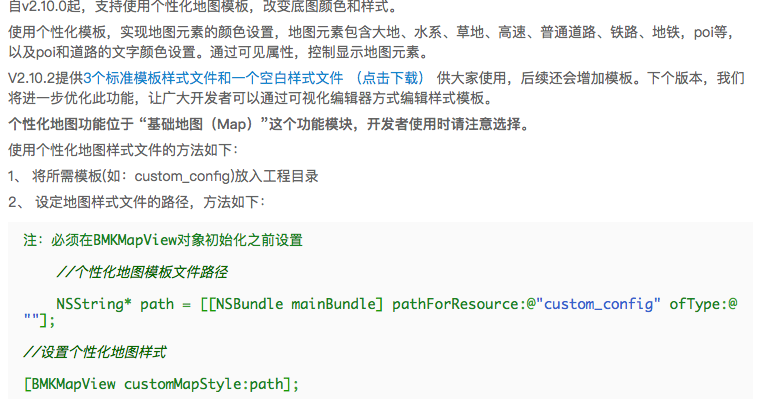 自v2.10.0起，支持使用个性化地图模板，改变底图颜色和样式。
使用个性化模板，实现地图元素的颜色设置，地图元素包含大地、水系、草地、高速、普通道路、铁路、地铁，poi等，
以及poi和道路的文字颜色设置。通过可见属性，控制显示地图元素。
V2.10.2提供3个标准模板样式文件和一个空白样式文件 （点击下载） 供大家使用，后续还会增加模板。下个版本，我们
将进一步优化此功能，让广大开发者可以通过可视化编辑器方式编辑样式模板。
个性化地图功能位于 “基础地图（Map）”这个功能模块，开发者使用时请注意选择。
使用个性化地图样式文件的方法如下：
1、 将所需模板(如：custom_config)放入工程目录
2、 设定地图样式文件的路径，方法如下：
注：必须在BMKMapView对象初始化之前设置
//个性化地图模板文件路径
NSString* path = [[NSBundle mainBundle] pathForResource:@"custom_config" ofType:@
""];
//设置个性化地图样式
[BMKMapView customMapStyle:path];